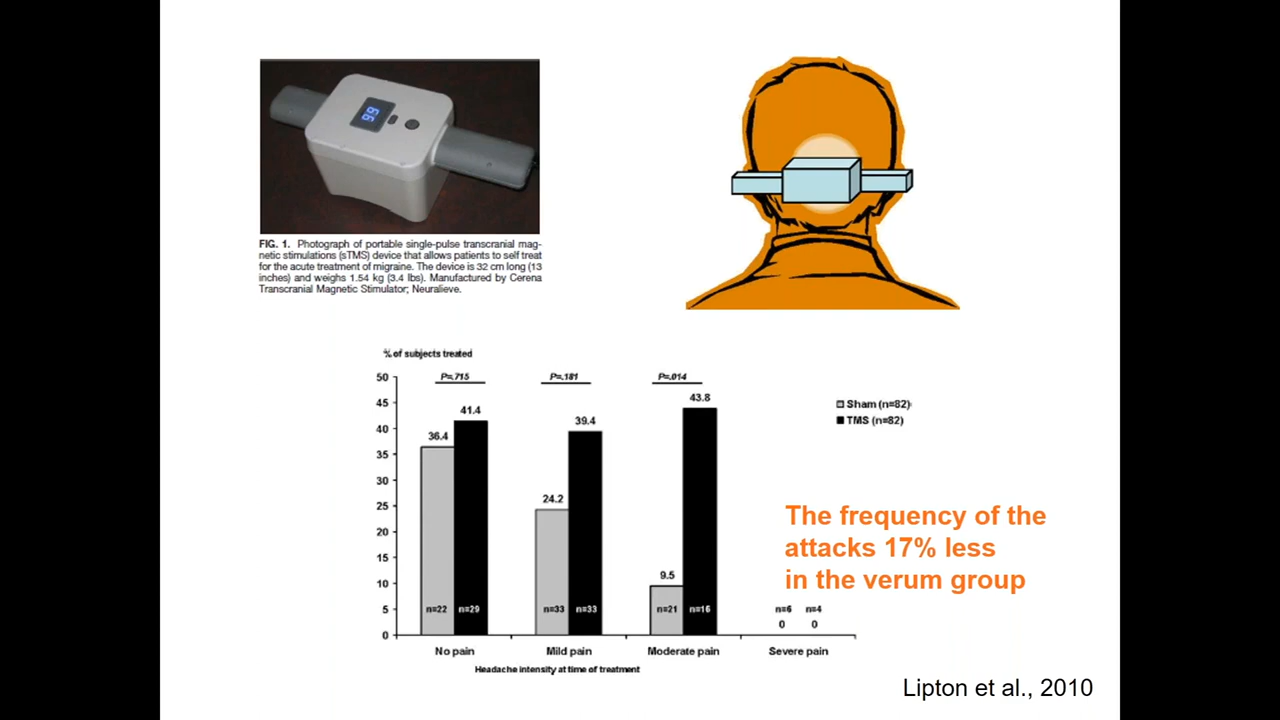 66
FIG. 1. Photograph of portable single-pulse transcranial mag-
netic stimulations (sTMS) device that allows patients to self treat
for the acute treatment of migraine. The device is 32 cm long (13
inches) and weighs 1.54 kg (3.4 lbs). Manufactured by Cerena
Transcranial Magnetic Stimulator; Neuralieve.
% of subjects treated
50
45
40
35
30
25
20
15
10
5
0
P=.715
P=.181
P=.014
36.4
41.4
24.2
39.4
9.5
43.8
n=22
n=29
n=33
n=33
n=21
n=16
n=6
n=4
0
0
No pain
Mild pain
Moderate pain
Severe pain
Headache intensity at time of treatment
Sham (n=82)
TMS (n=82)
The frequency of the
attacks 17% less
in the verum group
Lipton et al., 2010